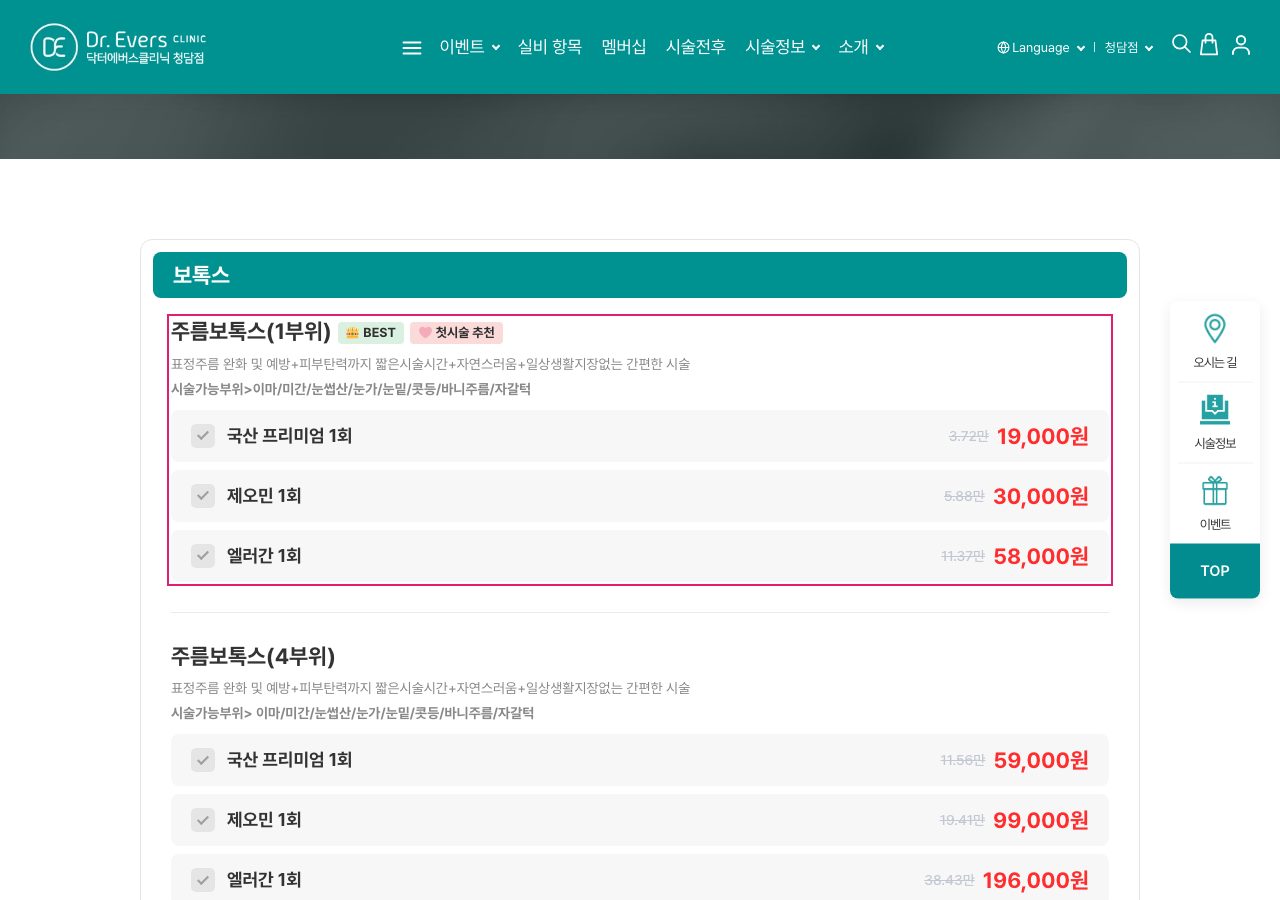 Dr. Evers CLINIC
닥터에버스클리닉 청담점
이벤트
실비 항목
멤버십
시술전후
시술정보
소개
Language
청담점
보톡스
주름보톡스(1부위) BEST 첫시술 추천
표정주름 완화 및 예방+피부탄력까지 짧은시술시간+자연스러움+일상생활지장없는 간편한 시술
시술가능부위>이마/미간/눈썹산/눈가/눈밑/콧등/바니주름/자갈턱
국산 프리미엄 1회 3.72만 19,000원
제오민 1회 5.88만 30,000원
엘러간 1회 11.37만 58,000원
주름보톡스(4부위)
표정주름 완화 및 예방+피부탄력까지 짧은시술시간+자연스러움+일상생활지장없는 간편한 시술
시술가능부위> 이마/미간/눈썹산/눈가/눈밑/콧등/바니주름/자갈턱
국산 프리미엄 1회 11.56만 59,000원
제오민 1회 19.41만 99,000원
엘러간 1회 38.43만 196,000원
오시는 길
시술정보
이벤트
TOP